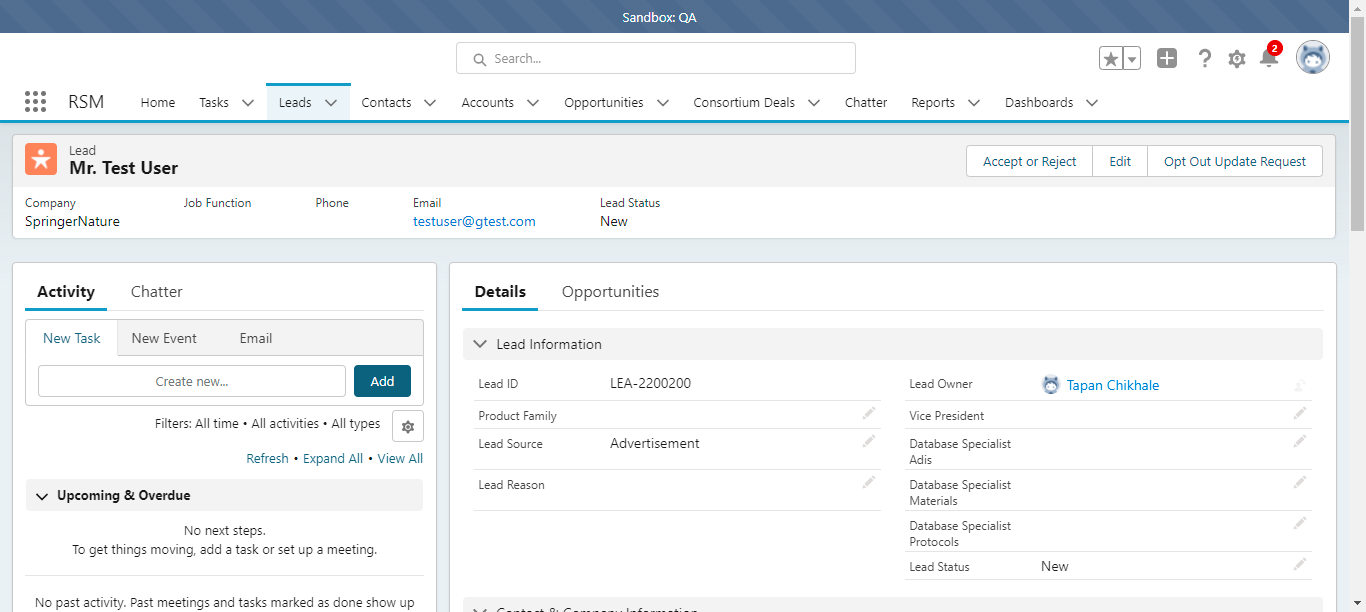 Sandbox: QA
Search...
2
RSM Home Tasks Leads Contacts Accounts Opportunities Consortium Deals Chatter Reports Dashboards
Lead
Mr. Test User
Accept or Reject Edit Opt Out Update Request
Company Job Function Phone Email Lead Status
SpringerNature testuser@gtest.com New
Activity Chatter
New Task New Event Email
Create new... Add
Filters: All time • All activities • All types
Refresh • Expand All • View All
Upcoming & Overdue
No next steps.
To get things moving, add a task or set up a meeting.
No past activity. Past meetings and tasks marked as done show up
Details Opportunities
Lead Information
Lead ID LEA-2200200
Product Family
Lead Source Advertisement
Lead Reason
Lead Owner Tapan Chikhale
Vice President
Database Specialist
Adis
Database Specialist
Materials
Database Specialist
Protocols
Lead Status New
Contact & Company Information